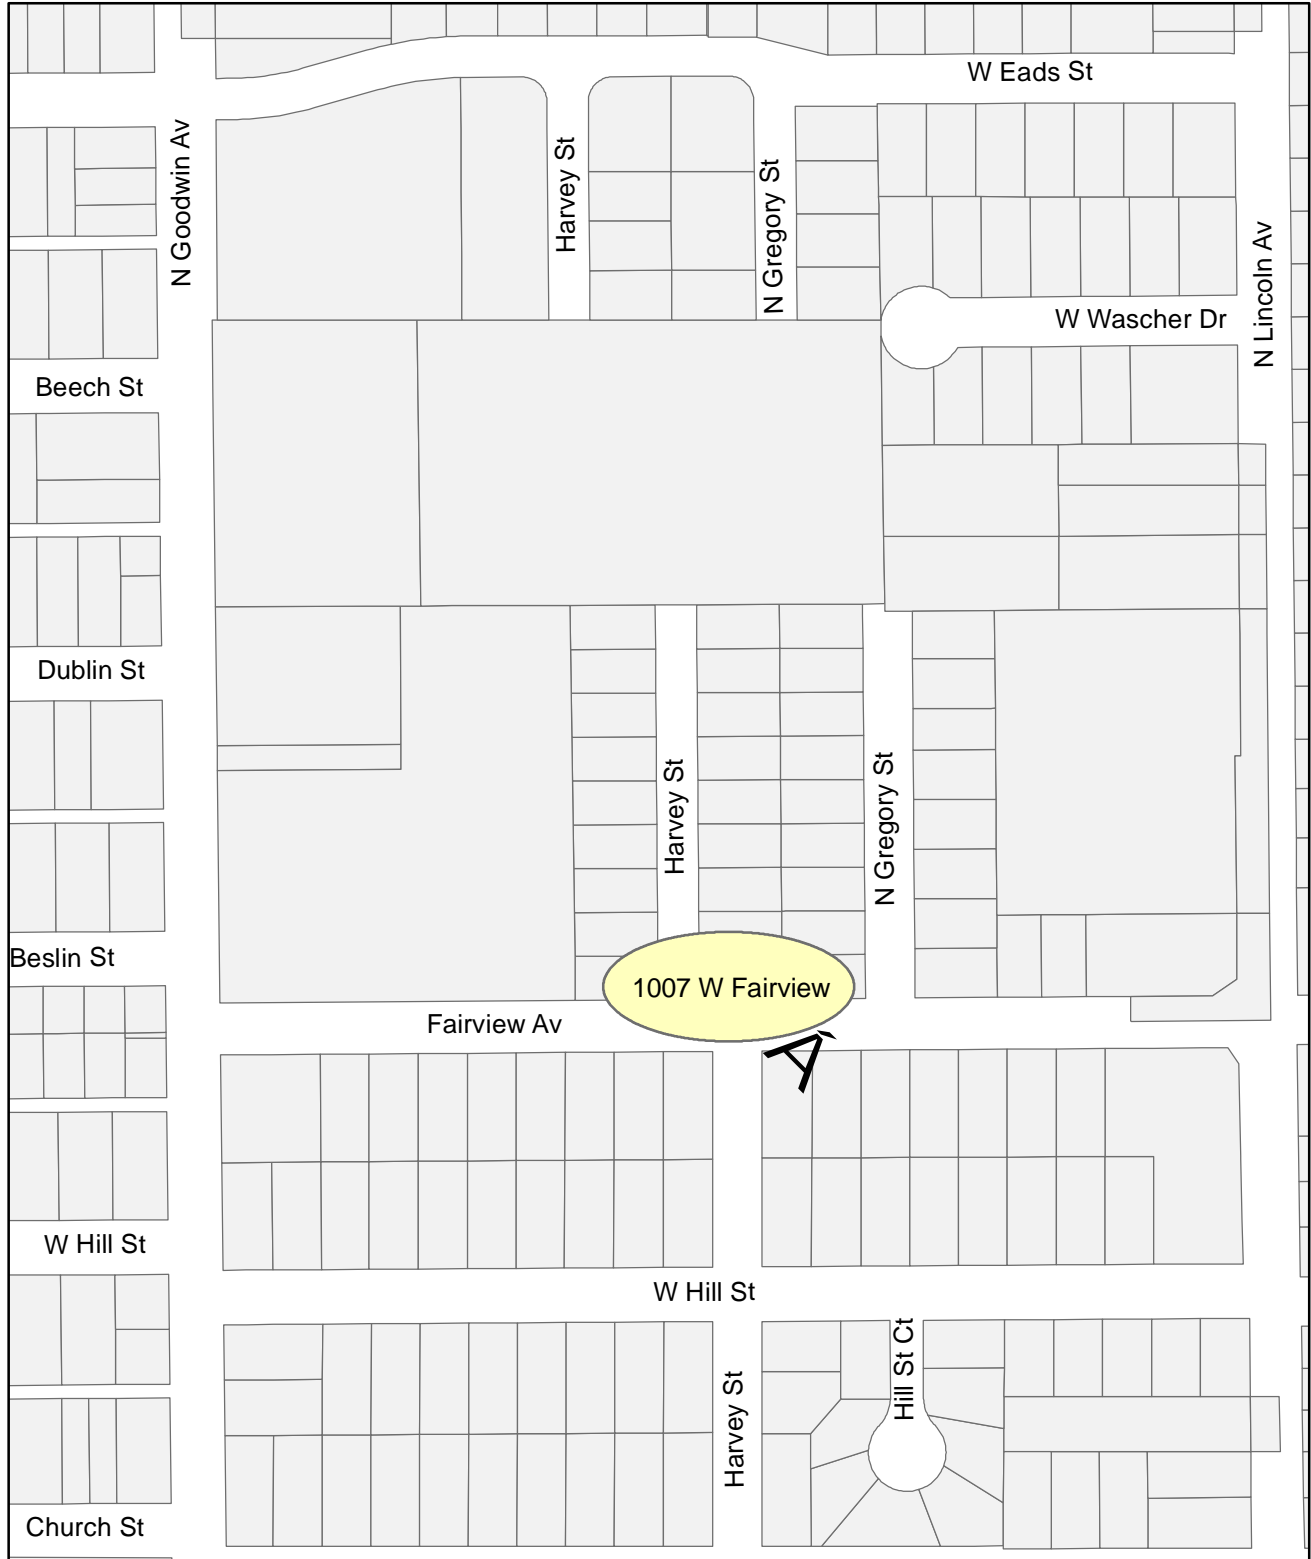 W Eads St
N Goodwin Av
Harvey St
N Gregory St
N Lincoln Av
W Wascher Dr
Beech St
Dublin St
Harvey St
N Gregory St
Beslin St
1007 W Fairview
Fairview Av
A
W Hill St
W Hill St
Hill St Ct
Harvey St
Church St